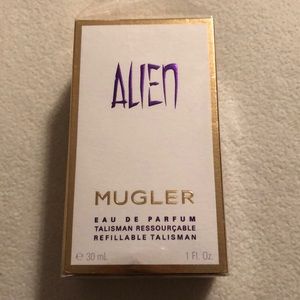 ALIEN
MUGLER
EAU DE PARFUM
TALISMAN RESSOURÇABLE
REFILLABLE TALISMAN
℮ 30 mL 1 Fl. Oz.